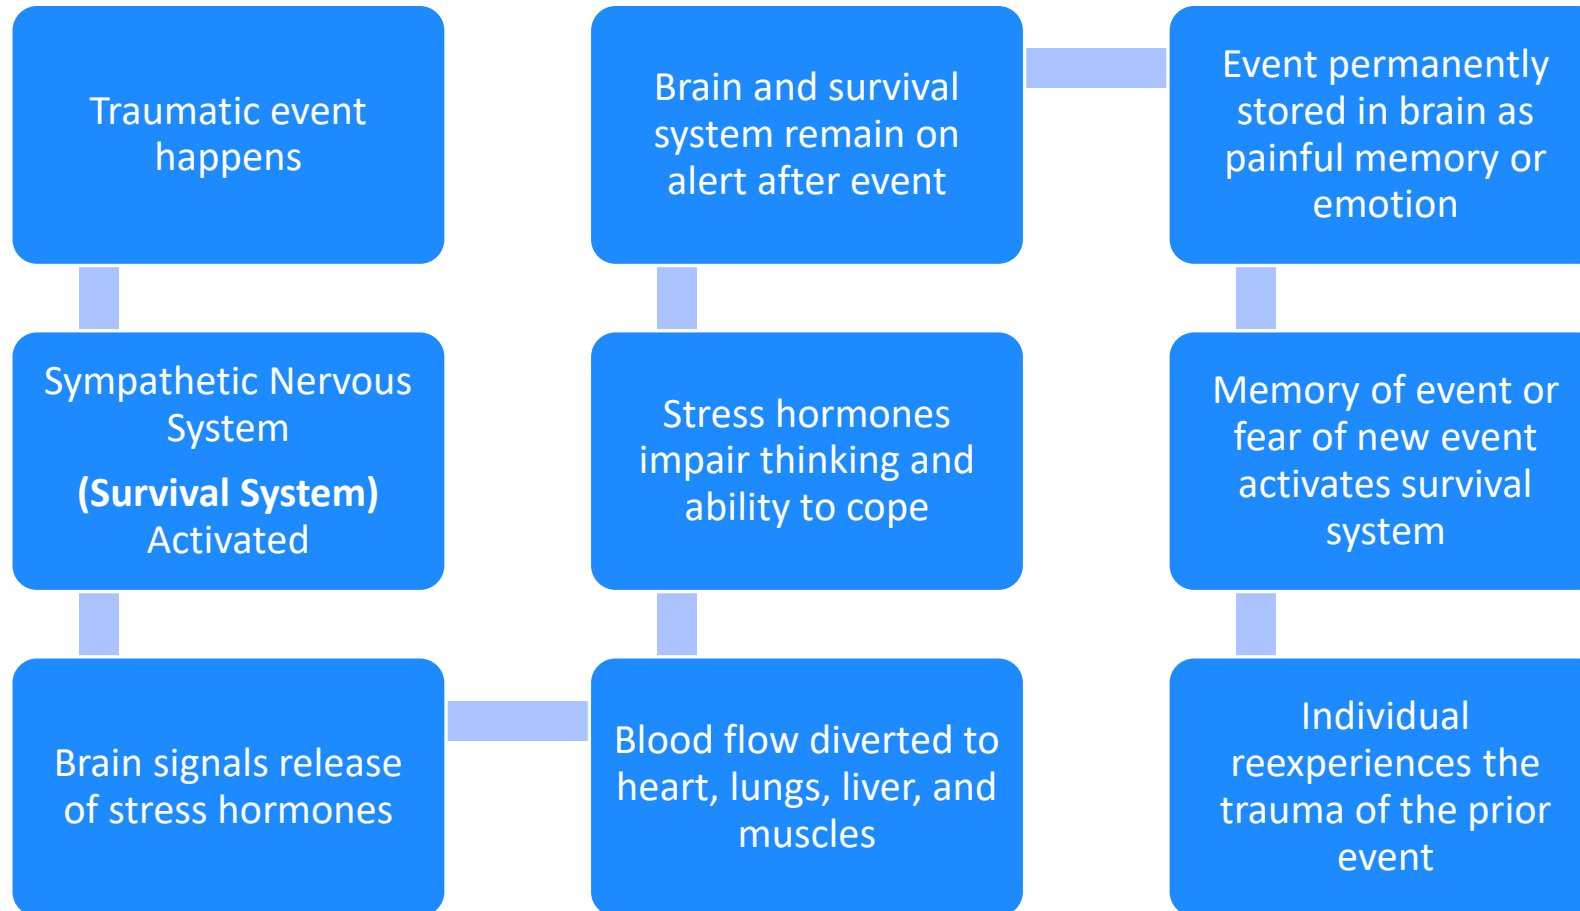 Traumatic event
happens
Sympathetic Nervous
System
(Survival System)
Activated
Brain signals release
of stress hormones
Blood flow diverted to
heart, lungs, liver, and
muscles
Stress hormones
impair thinking and
ability to cope
Brain and survival
system remain on
alert after event
Event permanently
stored in brain as
painful memory or
emotion
Memory of event or
fear of new event
activates survival
system
Individual
reexperiences the
trauma of the prior
event